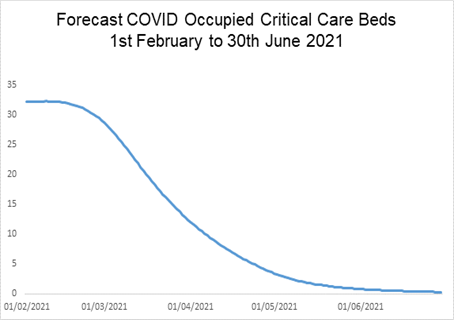 Forecast COVID Occupied Critical Care Beds
1st February to 30th June 2021
35
30
25
20
15
10
5
0
01/02/2021 01/03/2021 01/04/2021 01/05/2021 01/06/2021